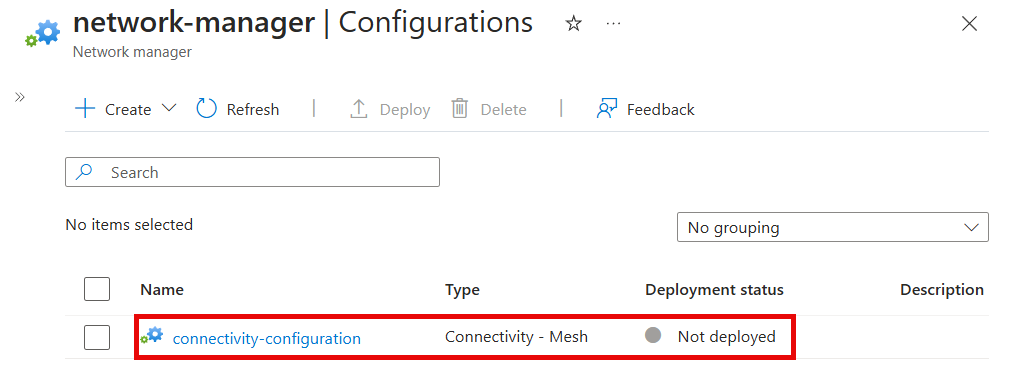 network-manager | Configurations
Network manager
Create Refresh Deploy Delete Feedback
Search
No items selected
No grouping
Name Type Deployment status Description
connectivity-configuration Connectivity - Mesh Not deployed